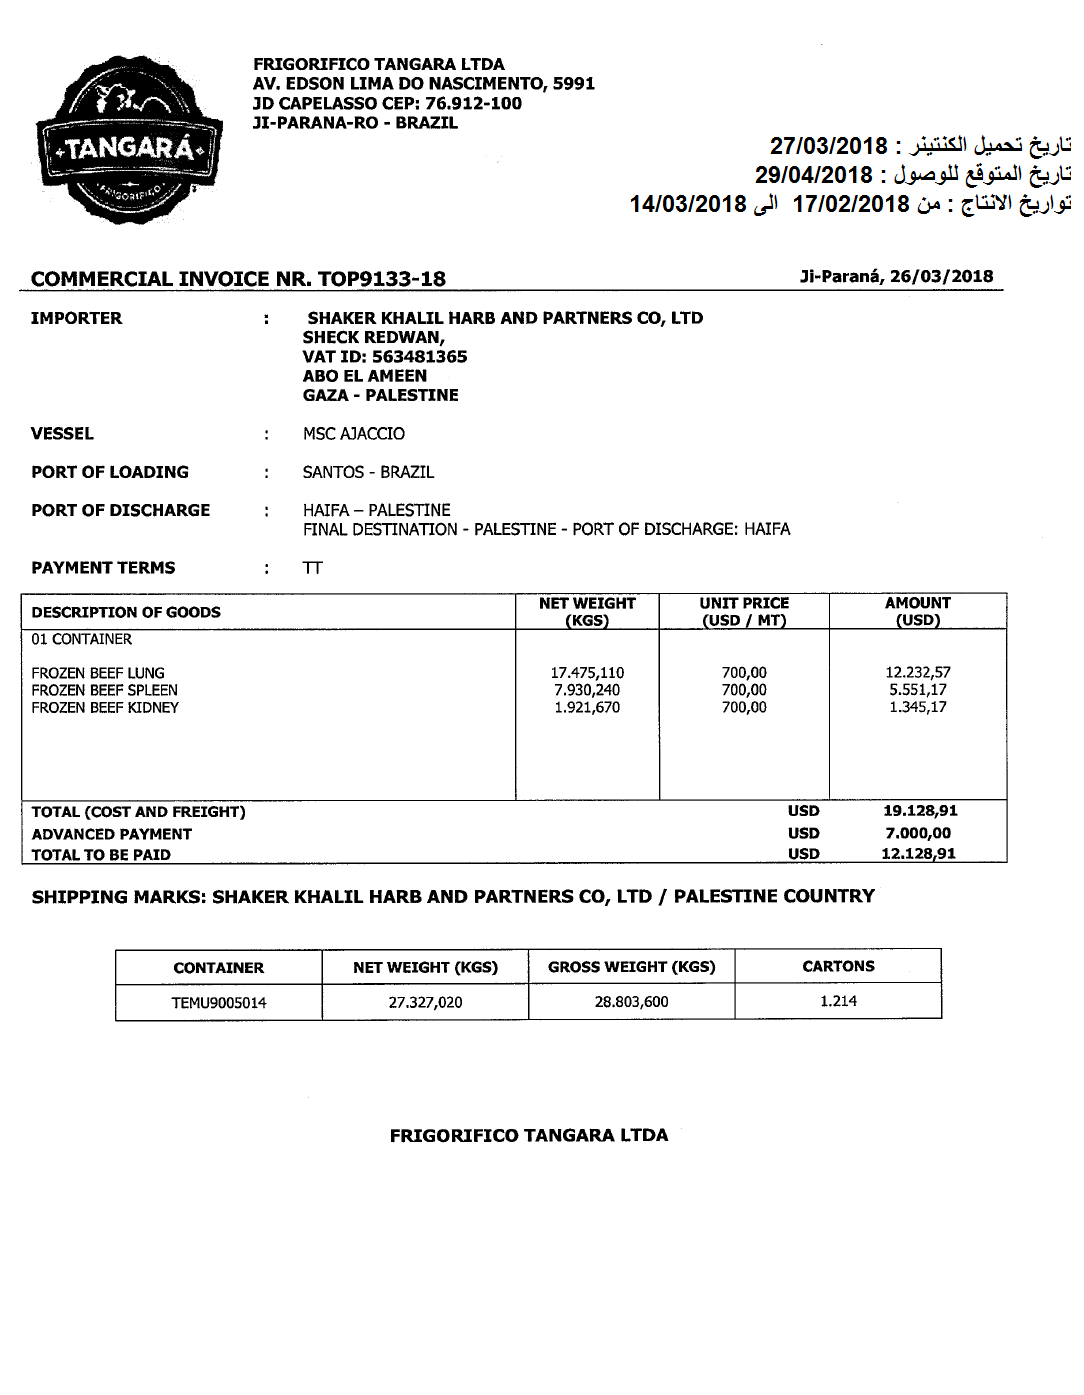 FRIGORIFICO TANGARA LTDA
AV. EDSON LIMA DO NASCIMENTO, 5991
JD CAPELASSO CEP: 76.912-100
JI-PARANA-RO - BRAZIL
TANGARÁ
FRIGORIFICO
تاريخ تحميل الكنتينر : 27/03/2018
تاريخ المتوقع للوصول : 29/04/2018
تواريخ الانتاج : من 17/02/2018 الى 14/03/2018
COMMERCIAL INVOICE NR. TOP9133-18 Ji-Paraná, 26/03/2018
IMPORTER : SHAKER KHALIL HARB AND PARTNERS CO, LTD
SHECK REDWAN,
VAT ID: 563481365
ABO EL AMEEN
GAZA - PALESTINE
VESSEL : MSC AJACCIO
PORT OF LOADING : SANTOS - BRAZIL
PORT OF DISCHARGE : HAIFA – PALESTINE
FINAL DESTINATION - PALESTINE - PORT OF DISCHARGE: HAIFA
PAYMENT TERMS : TT
DESCRIPTION OF GOODS NET WEIGHT (KGS) UNIT PRICE (USD / MT) AMOUNT (USD)
01 CONTAINER
FROZEN BEEF LUNG 17.475,110 700,00 12.232,57
FROZEN BEEF SPLEEN 7.930,240 700,00 5.551,17
FROZEN BEEF KIDNEY 1.921,670 700,00 1.345,17
TOTAL (COST AND FREIGHT) USD 19.128,91
ADVANCED PAYMENT USD 7.000,00
TOTAL TO BE PAID USD 12.128,91
SHIPPING MARKS: SHAKER KHALIL HARB AND PARTNERS CO, LTD / PALESTINE COUNTRY
CONTAINER NET WEIGHT (KGS) GROSS WEIGHT (KGS) CARTONS
TEMU9005014 27.327,020 28.803,600 1.214
FRIGORIFICO TANGARA LTDA